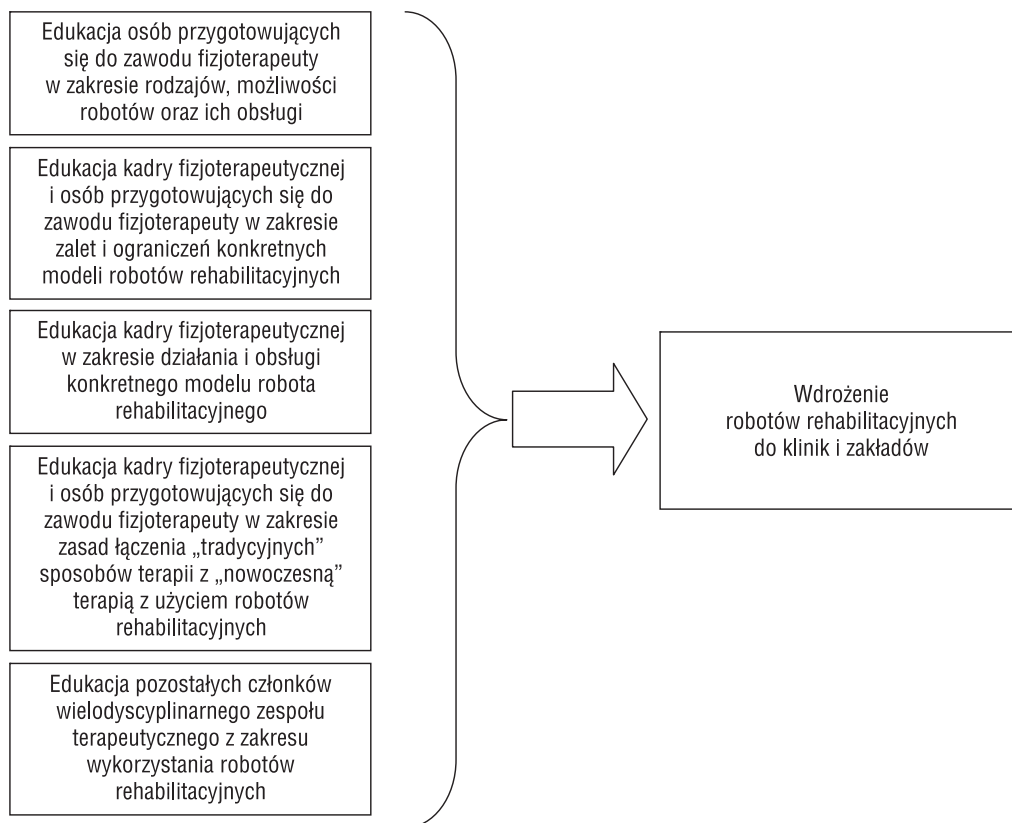 Edukacja osób przygotowujących
się do zawodu fizjoterapeuty
w zakresie rodzajów, możliwości
robotów oraz ich obsługi
Edukacja kadry fizjoterapeutycznej
i osób przygotowujących się do
zawodu fizjoterapeuty w zakresie
zalet i ograniczeń konkretnych
modeli robotów rehabilitacyjnych
Edukacja kadry fizjoterapeutycznej
w zakresie działania i obsługi
konkretnego modelu robota
rehabilitacyjnego
Edukacja kadry fizjoterapeutycznej
i osób przygotowujących się do
zawodu fizjoterapeuty w zakresie
zasad łączenia „tradycyjnych”
sposobów terapii z „nowoczesną”
terapią z użyciem robotów
rehabilitacyjnych
Edukacja pozostałych członków
wielodyscyplinarnego zespołu
terapeutycznego z zakresu
wykorzystania robotów
rehabilitacyjnych
Wdrożenie
robotów rehabilitacyjnych
do klinik i zakładów